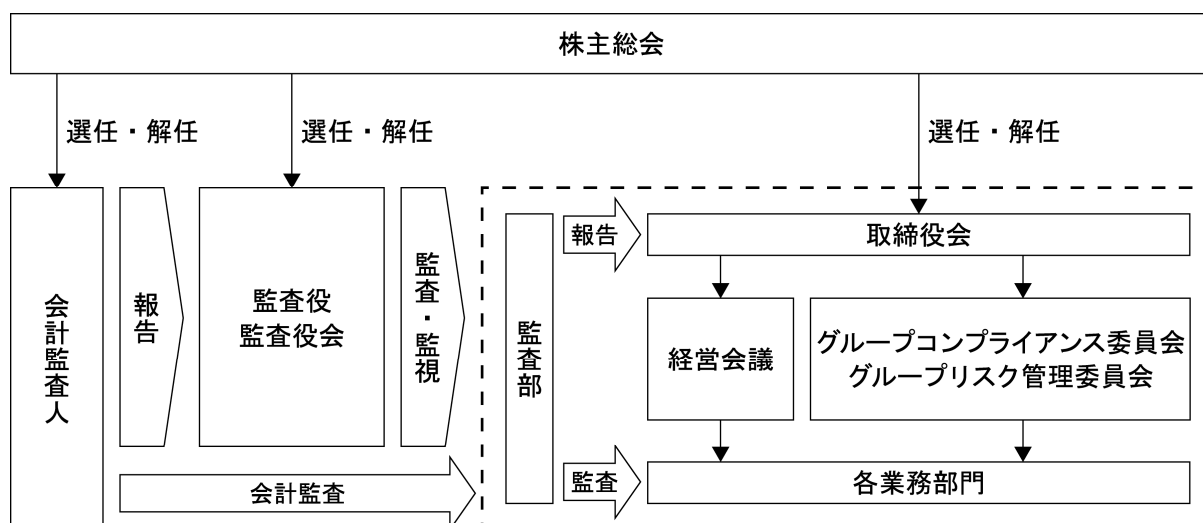 株主総会
選任・解任
選任・解任
選任・解任
会計監査人
報告
監査役
監査役会
監査・監視
監査部
報告
取締役会
経営会議
グループコンプライアンス委員会
グループリスク管理委員会
会計監査
監査
各業務部門